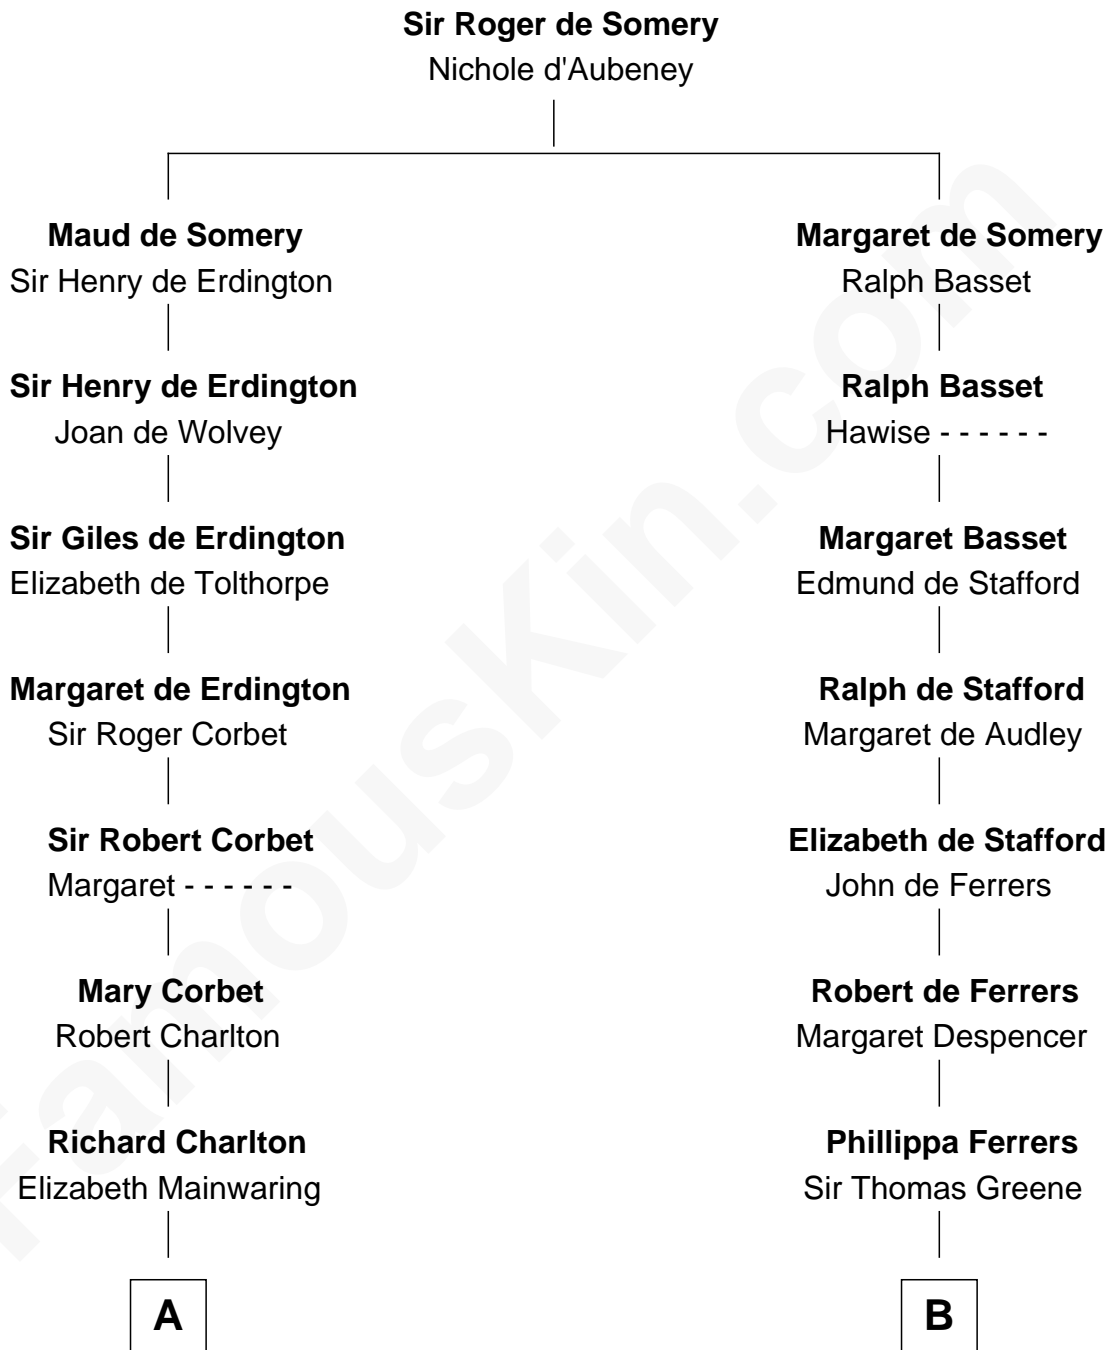 Sir Roger de Somery
Nichole d'Aubeney
Maud de Somery
Sir Henry de Erdington
Margaret de Somery
Ralph Basset
Sir Henry de Erdington
Joan de Wolvey
Ralph Basset
Hawise - - - - - -
Sir Giles de Erdington
Elizabeth de Tolthorpe
Margaret Basset
Edmund de Stafford
Margaret de Erdington
Sir Roger Corbet
Ralph de Stafford
Margaret de Audley
Sir Robert Corbet
Margaret - - - - - -
Elizabeth de Stafford
John de Ferrers
Mary Corbet
Robert Charlton
Robert de Ferrers
Margaret Despencer
Richard Charlton
Elizabeth Mainwaring
Phillippa Ferrers
Sir Thomas Greene
A
B
FamousKin.com